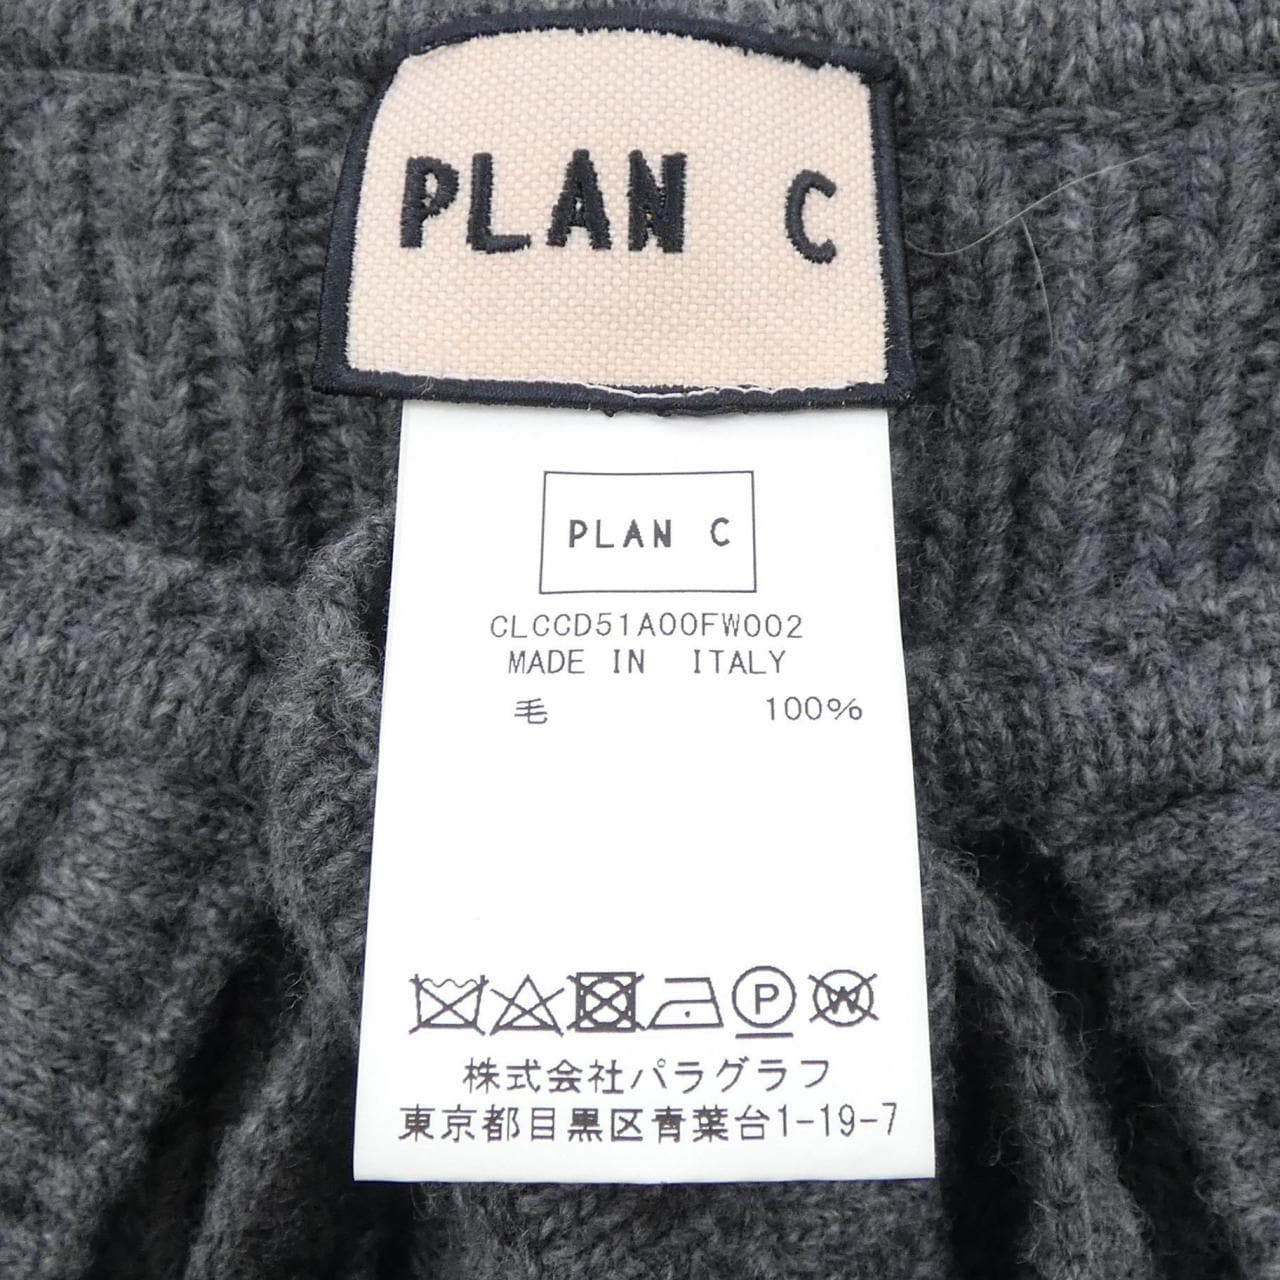 PLAN C
PLAN C
CLCCD51A00FW002
MADE IN ITALY
毛 100%
P W
株式会社パラグラフ
東京都目黒区青葉台1-19-7